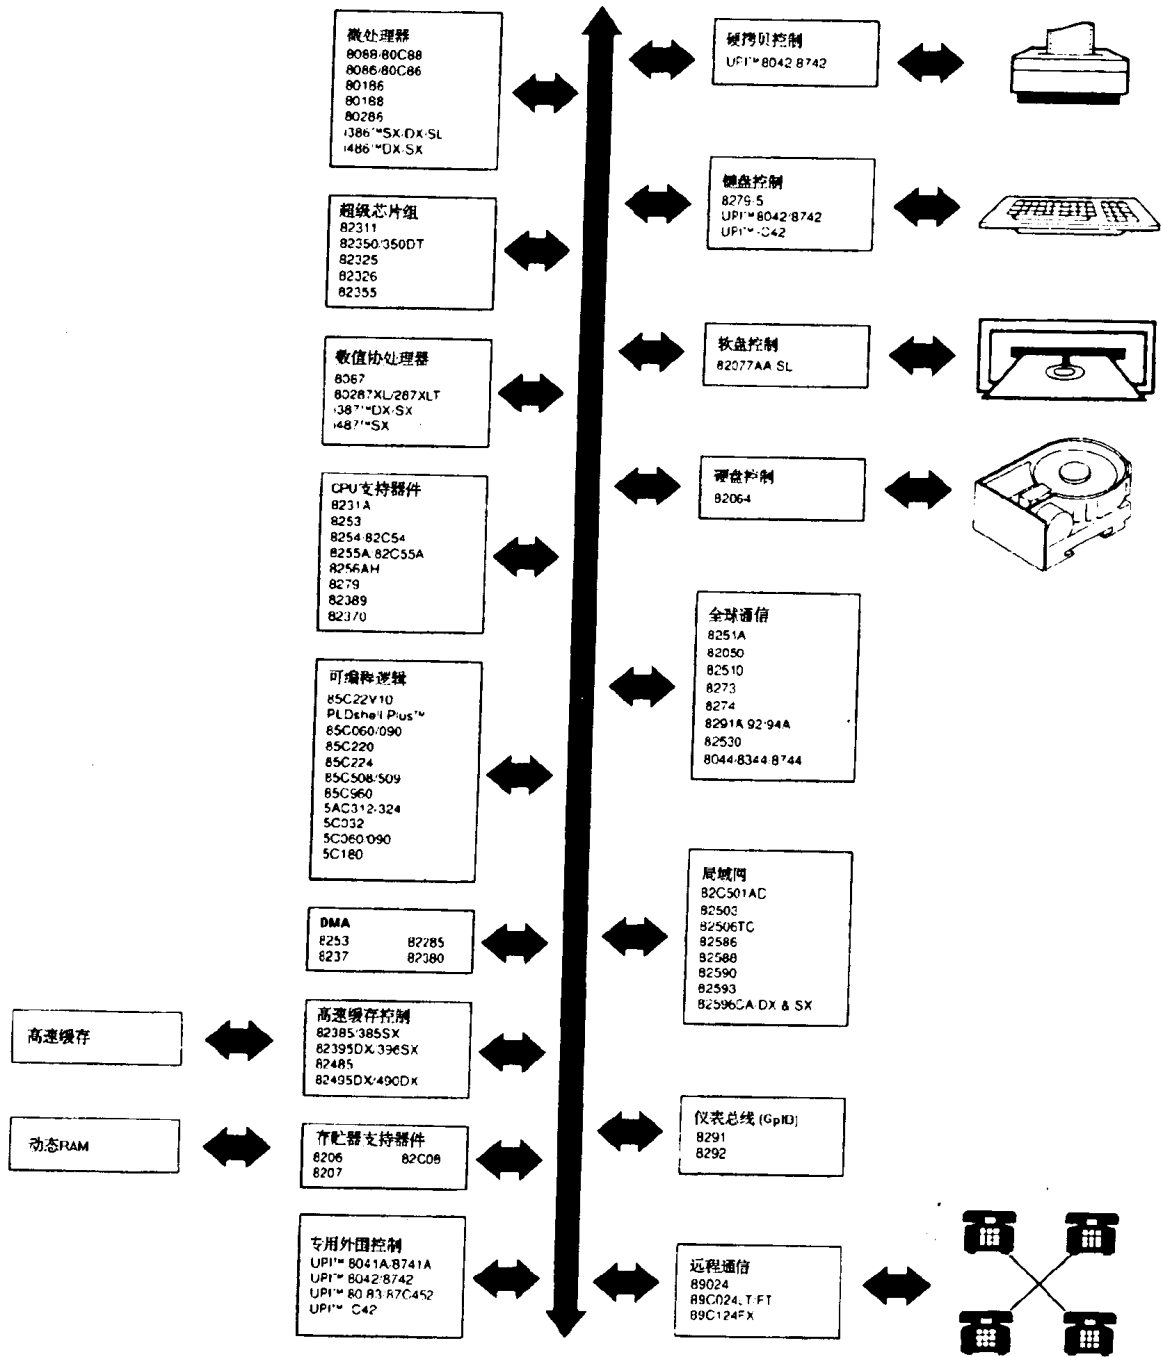 微处理器
8088/80C88
8086/80C86
80186
80188
80286
i386™SX/DX/SL
i486™DX/SX
超级芯片组
82311
82350/350DT
82325
82326
82355
数值协处理器
8087
80287XL/287XLT
i387™DX/SX
i487™SX
CPU支持器件
8231A
8253
8254/82C54
8255A/82C55A
8256AH
8279
82389
82370
可编程逻辑
85C22V10
PLDshell Plus™
85C060/090
85C220
85C224
85C508/509
85C960
5AC312/324
5C032
5C060/090
5C180
DMA
8253 82285
8237 82380
高速缓存
高速缓存控制
82385/385SX
82395DX/396SX
82485
82495DX/490DX
动态RAM
存贮器支持器件
8206 82C08
8207
专用外围控制
UPI™ 8041A/8741A
UPI™ 8042/8742
UPI™ 80/83/87C452
UPI™ -C42
硬拷贝控制
UPI™ 8042/8742
键盘控制
8279-5
UPI™ 8042/8742
UPI™ -C42
软盘控制
82077AA/SL
硬盘控制
82064
全球通信
8251A
82050
82510
8273
8274
8291A/92/94A
82530
8044/8344/8744
局域网
82C501AD
82503
82506TC
82586
82588
82590
82593
82596CA/DX & SX
仪表总线 (GpIB)
8291
8292
远程通信
89024
89C024LT/FT
89C124FX